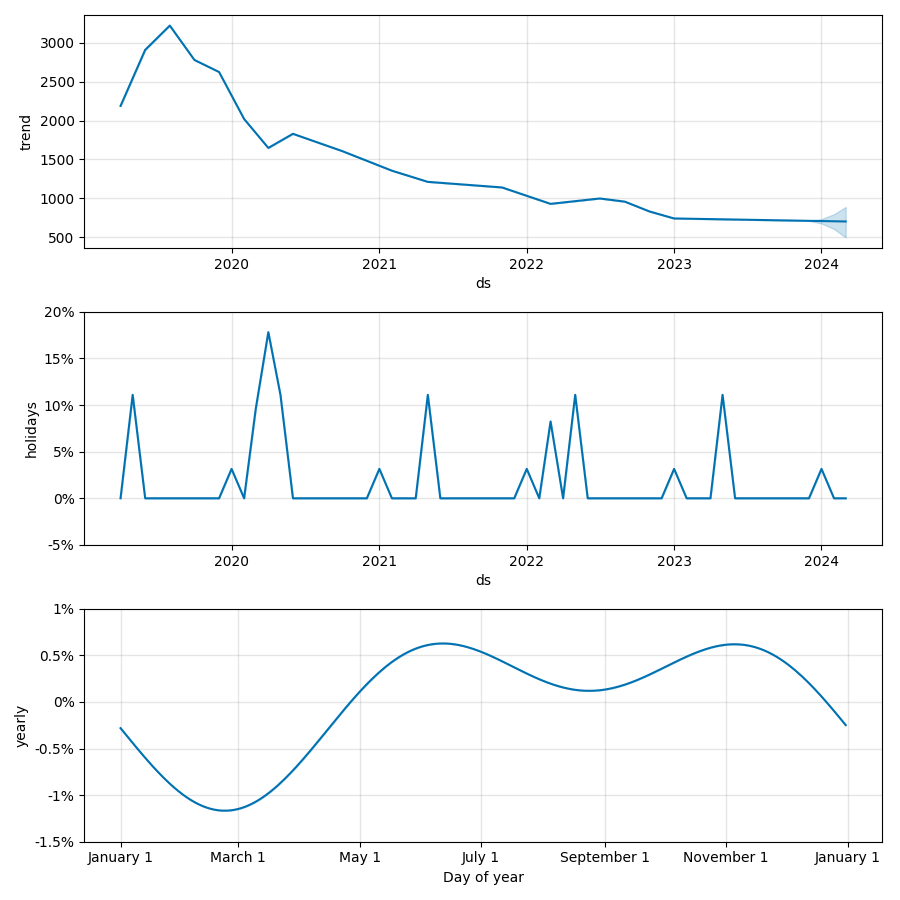 3000
2500
2000
1500
1000
500
trend
2020 2021 2022 2023 2024
ds
20%
15%
10%
5%
0%
-5%
holidays
2020 2021 2022 2023 2024
ds
1%
0.5%
0%
-0.5%
-1%
-1.5%
yearly
January 1 March 1 May 1 July 1 September 1 November 1 January 1
Day of year